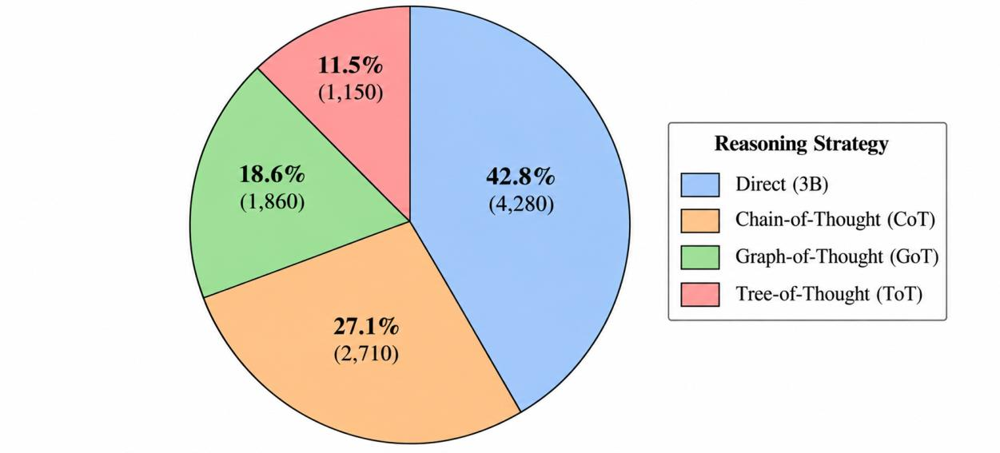 11.5%
(1,150)
18.6%
(1,860)
42.8%
(4,280)
27.1%
(2,710)
Reasoning Strategy
Direct (3B)
Chain-of-Thought (CoT)
Graph-of-Thought (GoT)
Tree-of-Thought (ToT)